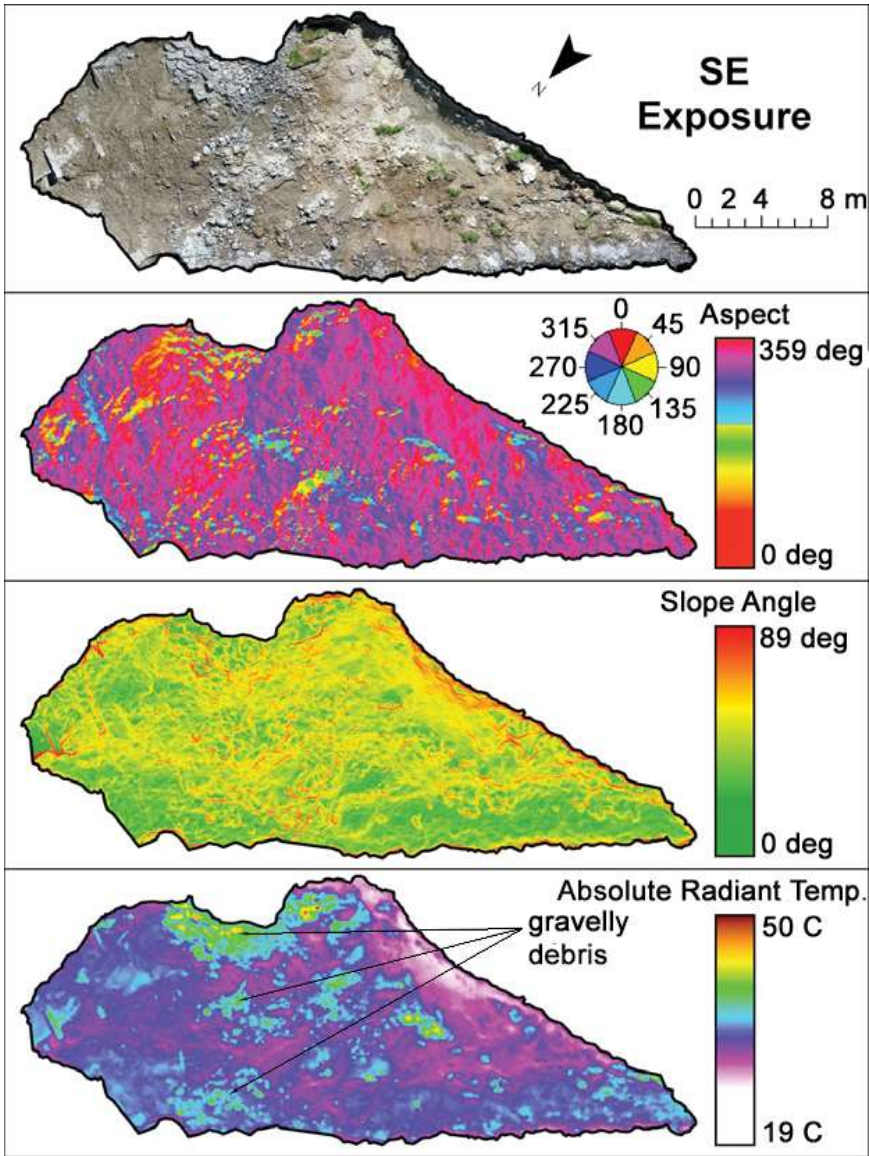 SE
Exposure
N
0 2 4 8 m
Aspect
0
315 45
270 90
225 135
180
359 deg
0 deg
Slope Angle
89 deg
0 deg
Absolute Radiant Temp.
gravelly
debris
50 C
19 C